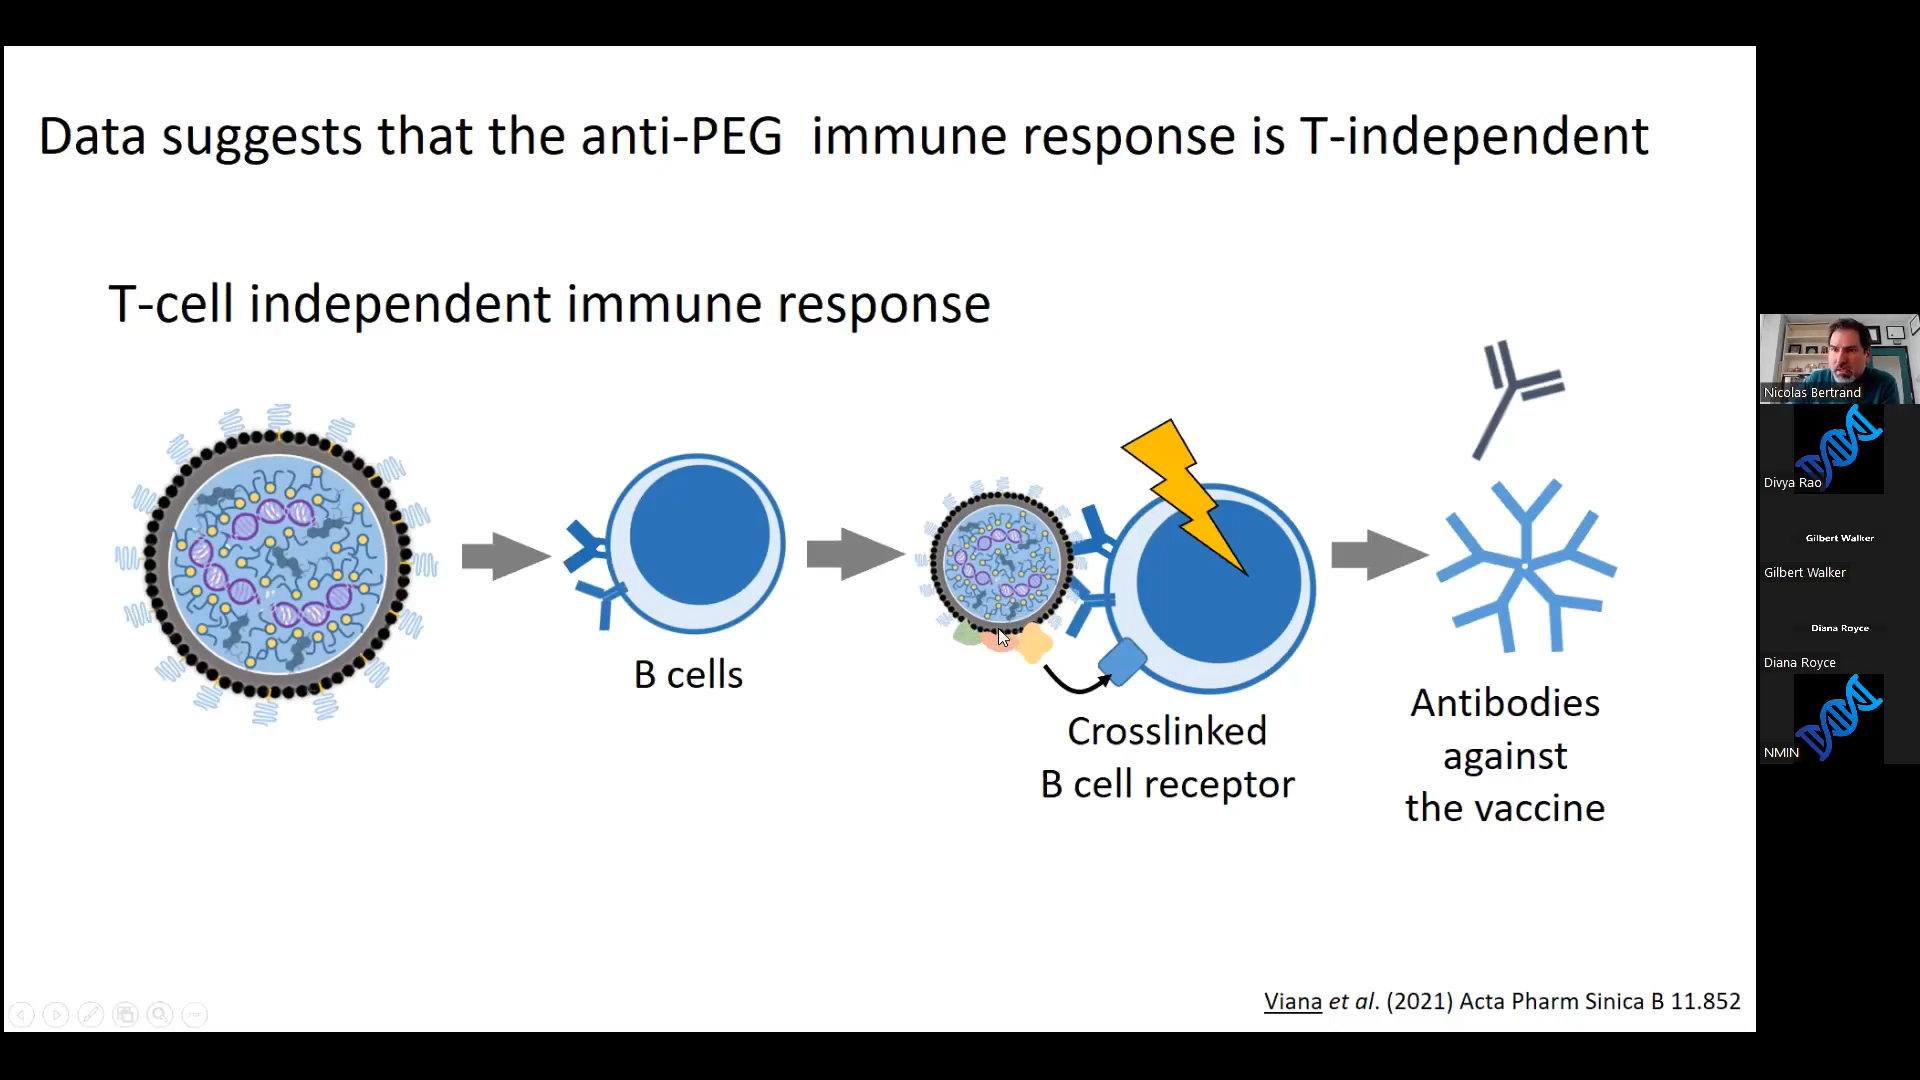 Data suggests that the anti-PEG immune response is T-independent
T-cell independent immune response
B cells
Crosslinked
B cell receptor
Antibodies
against
the vaccine
Viana et al. (2021) Acta Pharm Sinica B 11.852
Nicolas Bertrand
Divya Rao
Gilbert Walker
Gilbert Walker
Diana Royce
Diana Royce
NMIN